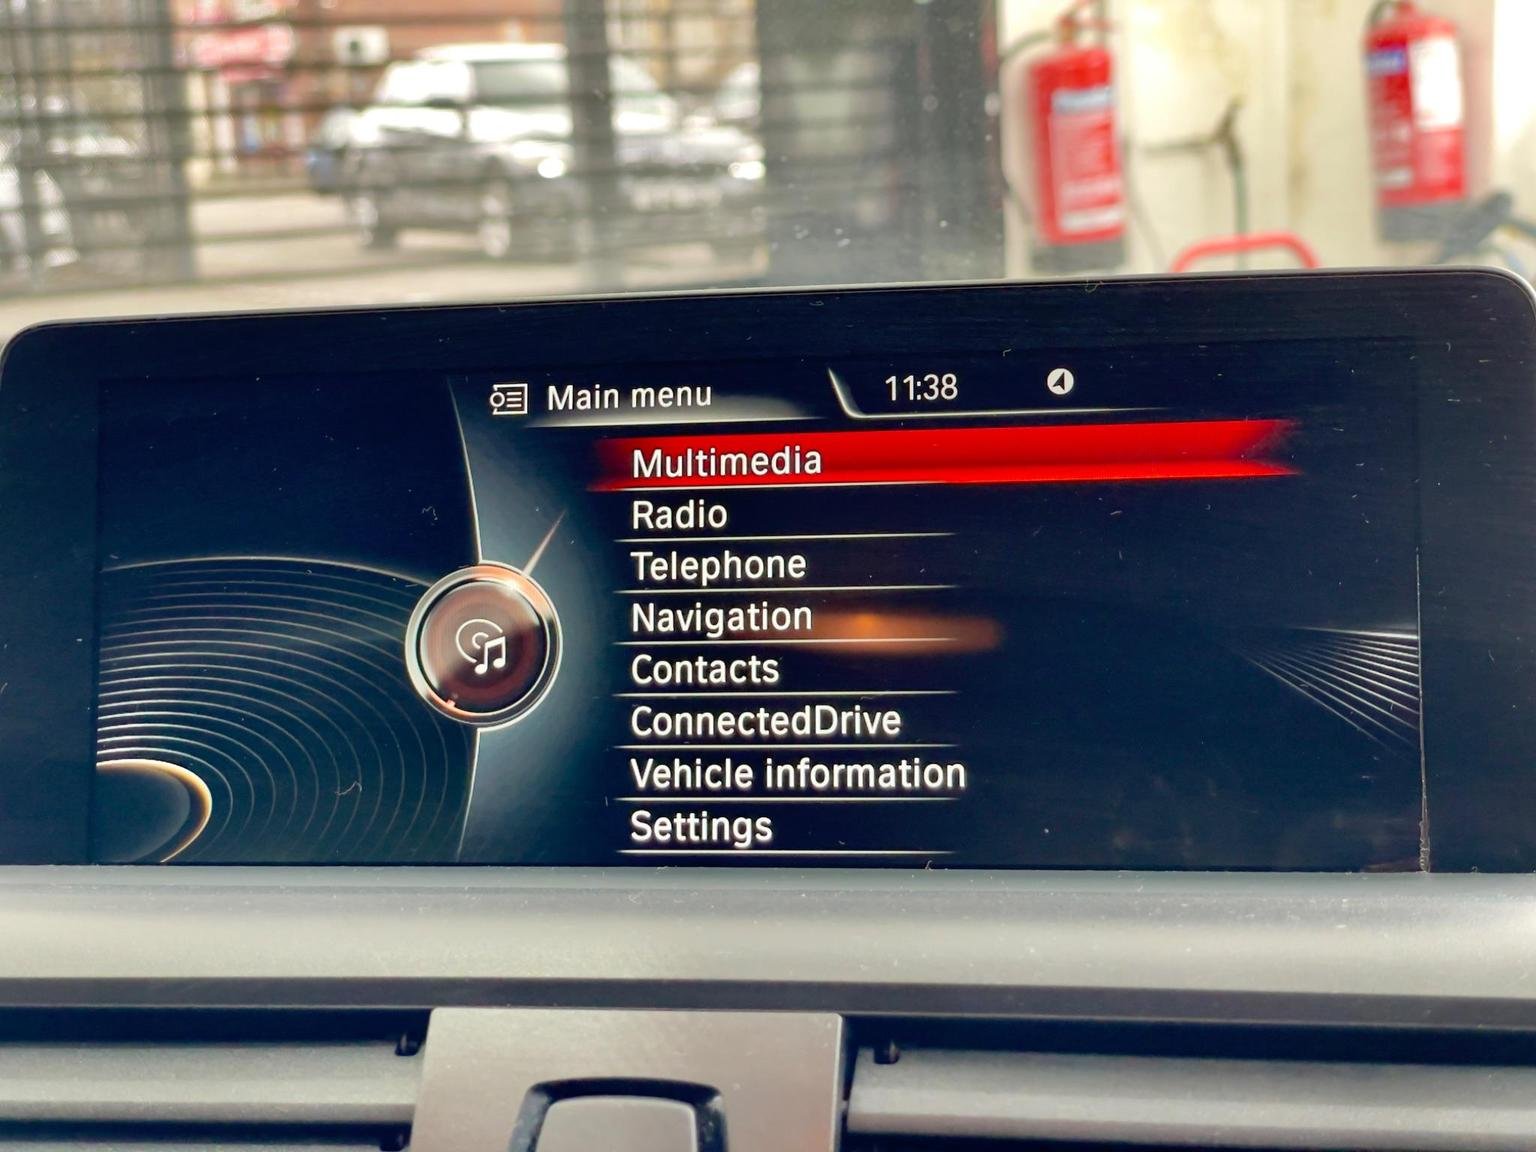 Main menu
11:38
Multimedia
Radio
Telephone
Navigation
Contacts
ConnectedDrive
Vehicle information
Settings